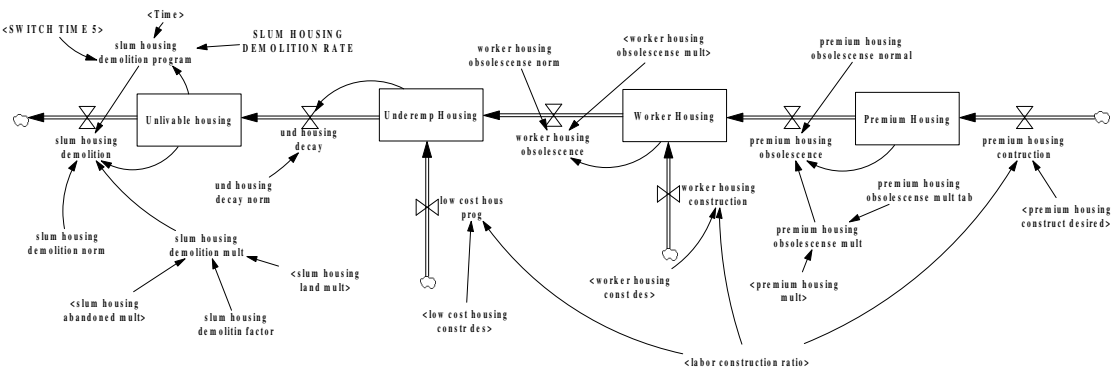 <Time>
<SWITCH TIME 5>
slum housing
demolition program
SLUM HOUSING
DEMOLITION RATE
worker housing
obsolescense norm
<worker housing
obsolescense mult>
premium housing
obsolescense normal
Unlivable housing
Underemp Housing
Worker Housing
Premium Housing
slum housing
demolition
und housing
decay
worker housing
obsolescence
premium housing
obsolescence
premium housing
contruction
und housing
decay norm
low cost hous
prog
worker housing
construction
premium housing
obsolescense mult tab
<premium housing
construct desired>
slum housing
demolition norm
slum housing
demolition mult
premium housing
obsolescense mult
<slum housing
land mult>
<worker housing
const des>
<premium housing
mult>
<slum housing
abandoned mult>
slum housing
demolitin factor
<low cost housing
constr des>
<labor construction ratio>